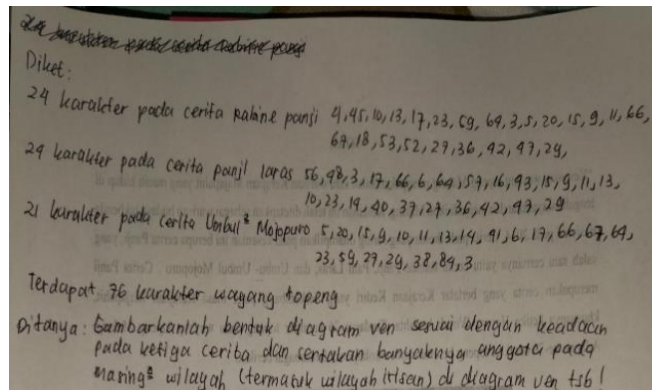 Diket:
24 karakter pada cerita Rabine panji 4,45,10,13,17,23,59, 64,3,5,20,15,9,11,66,
67,18,53,52,27,36,42,47,29,
24 karakter pada carita panji laras 56,48,3,17,66,6,64,57,16,43,15,9,11,13,
10,23,14,40,37,27,36,42,47,29
21 karakter pada cerita Umbul² Mojopuro 5,20,15,9,10,11,13,14,41,6,17,66,67,64,
23,59,27,29,38,84,3
Terdapat 76 karakter wayang topeng
Ditanya: Gambarkanlah bentuk diagram ven sesuai dengan keadaan
pada ketiga cerita dan sertakan banyaknya anggota pada
masing² wilayah (termasuk wilayah irisan) di diagram ven tsb!